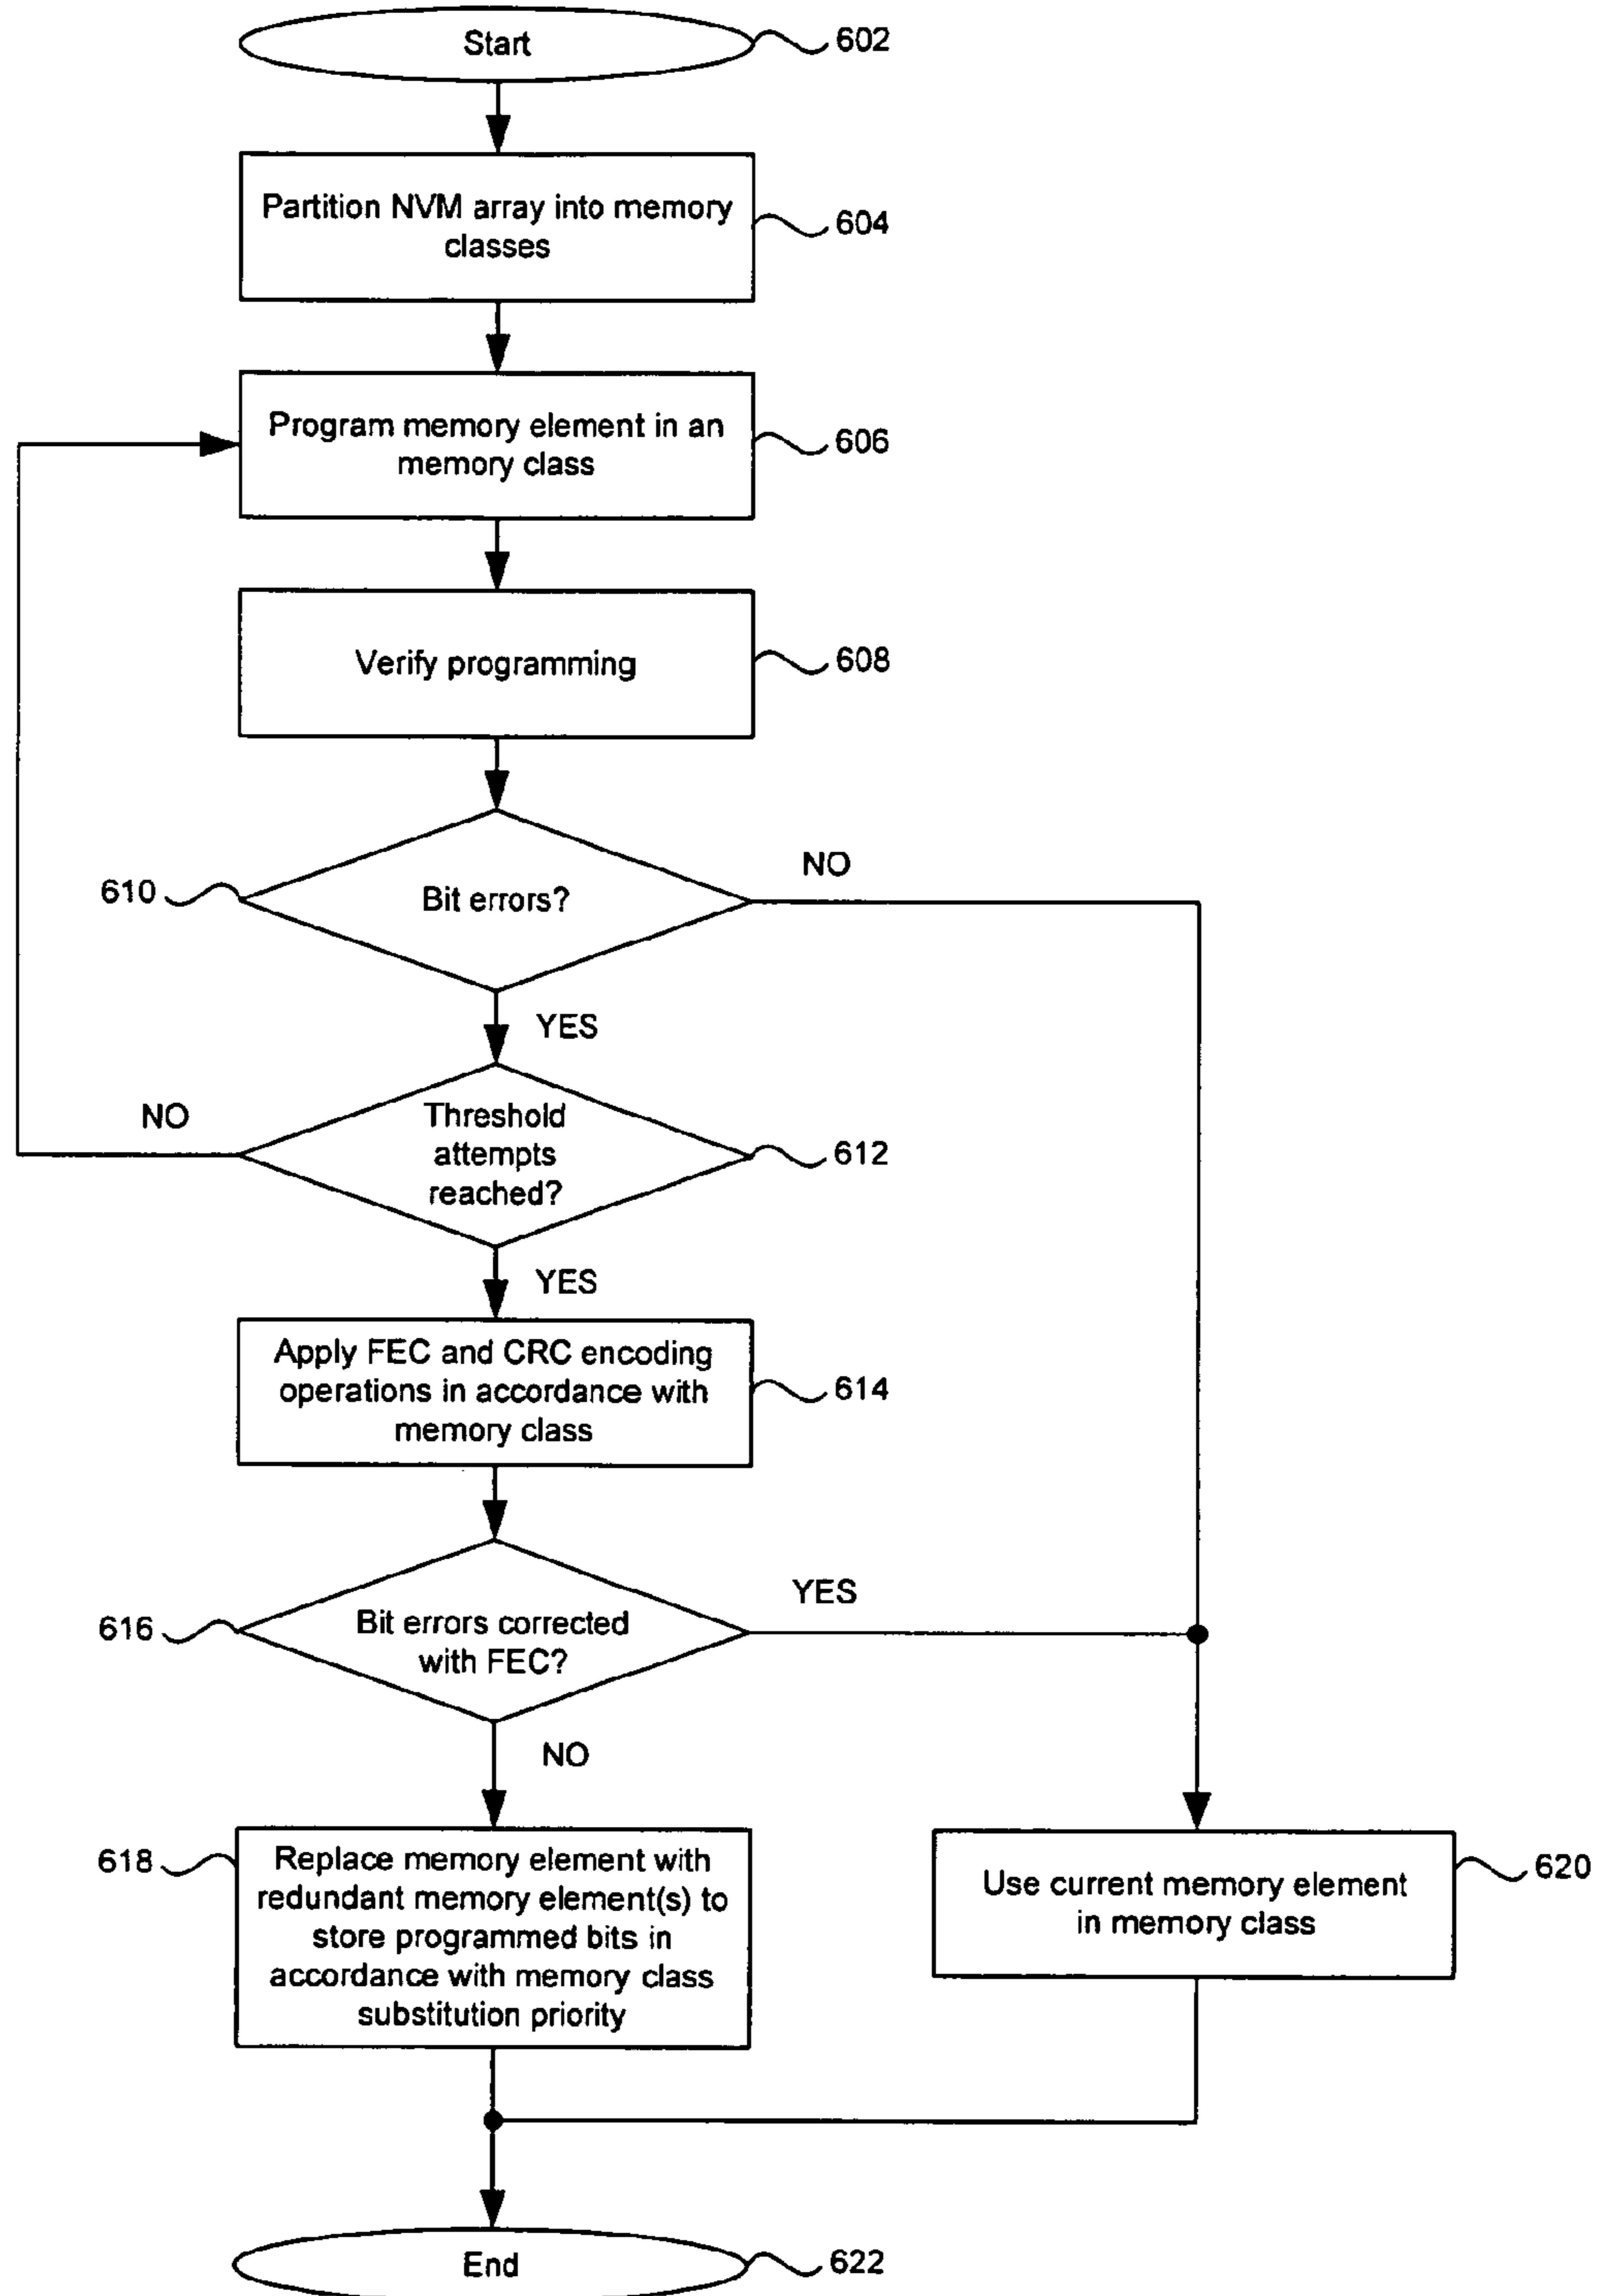 Start
602
Partition NVM array into memory
classes
604
Program memory element in an
memory class
606
Verify programming
608
610
Bit errors?
NO
YES
NO
Threshold
attempts
reached?
612
YES
Apply FEC and CRC encoding
operations in accordance with
memory class
614
616
Bit errors corrected
with FEC?
YES
NO
618
Replace memory element with
redundant memory element(s) to
store programmed bits in
accordance with memory class
substitution priority
Use current memory element
in memory class
620
End
622